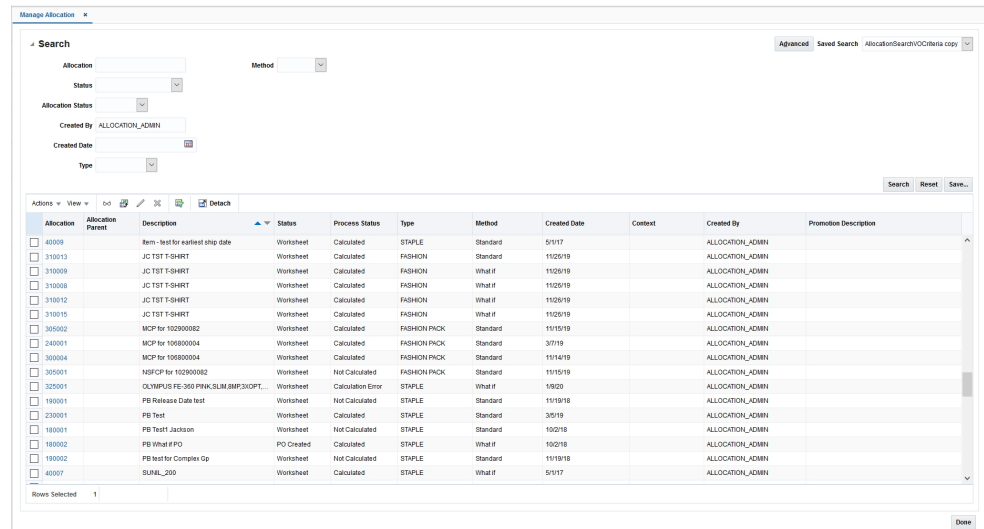 Manage Allocation ×
Search
Advanced Saved Search AllocationSearchVOCriteria copy
Allocation Method
Status
Allocation Status
Created By ALLOCATION_ADMIN
Created Date
Type
Search Reset Save...
Actions View Detach
Allocation Allocation Parent Description Status Process Status Type Method Created Date Context Created By Promotion Description
40009 Item - test for earliest ship date Worksheet Calculated STAPLE Standard 5/1/17 ALLOCATION_ADMIN
310013 JC TST T-SHIRT Worksheet Calculated FASHION Standard 11/26/19 ALLOCATION_ADMIN
310009 JC TST T-SHIRT Worksheet Calculated FASHION What if 11/26/19 ALLOCATION_ADMIN
310008 JC TST T-SHIRT Worksheet Calculated FASHION What if 11/26/19 ALLOCATION_ADMIN
310012 JC TST T-SHIRT Worksheet Calculated FASHION What if 11/26/19 ALLOCATION_ADMIN
310015 JC TST T-SHIRT Worksheet Calculated FASHION What if 11/26/19 ALLOCATION_ADMIN
305002 MCP for 102900082 Worksheet Calculated FASHION PACK Standard 11/15/19 ALLOCATION_ADMIN
240001 MCP for 106800004 Worksheet Calculated FASHION PACK Standard 3/7/19 ALLOCATION_ADMIN
300004 MCP for 106800004 Worksheet Calculated FASHION PACK Standard 11/14/19 ALLOCATION_ADMIN
305001 NSFCP for 102900082 Worksheet Not Calculated FASHION PACK Standard 11/15/19 ALLOCATION_ADMIN
325001 OLYMPUS FE-360 PINK,SLIM,8MP,3XOPT,... Worksheet Calculation Error STAPLE What if 1/9/20 ALLOCATION_ADMIN
190001 PB Release Date test Worksheet Not Calculated STAPLE Standard 11/19/18 ALLOCATION_ADMIN
230001 PB Test Worksheet Calculated STAPLE Standard 3/5/19 ALLOCATION_ADMIN
180001 PB Test1 Jackson Worksheet Not Calculated STAPLE Standard 10/2/18 ALLOCATION_ADMIN
180002 PB What if PO PO Created Calculated STAPLE What if 10/2/18 ALLOCATION_ADMIN
190002 PB test for Complex Gp Worksheet Not Calculated STAPLE Standard 11/19/18 ALLOCATION_ADMIN
40007 SUNIL_200 Worksheet Calculated STAPLE What if 5/1/17 ALLOCATION_ADMIN
Rows Selected 1
Done